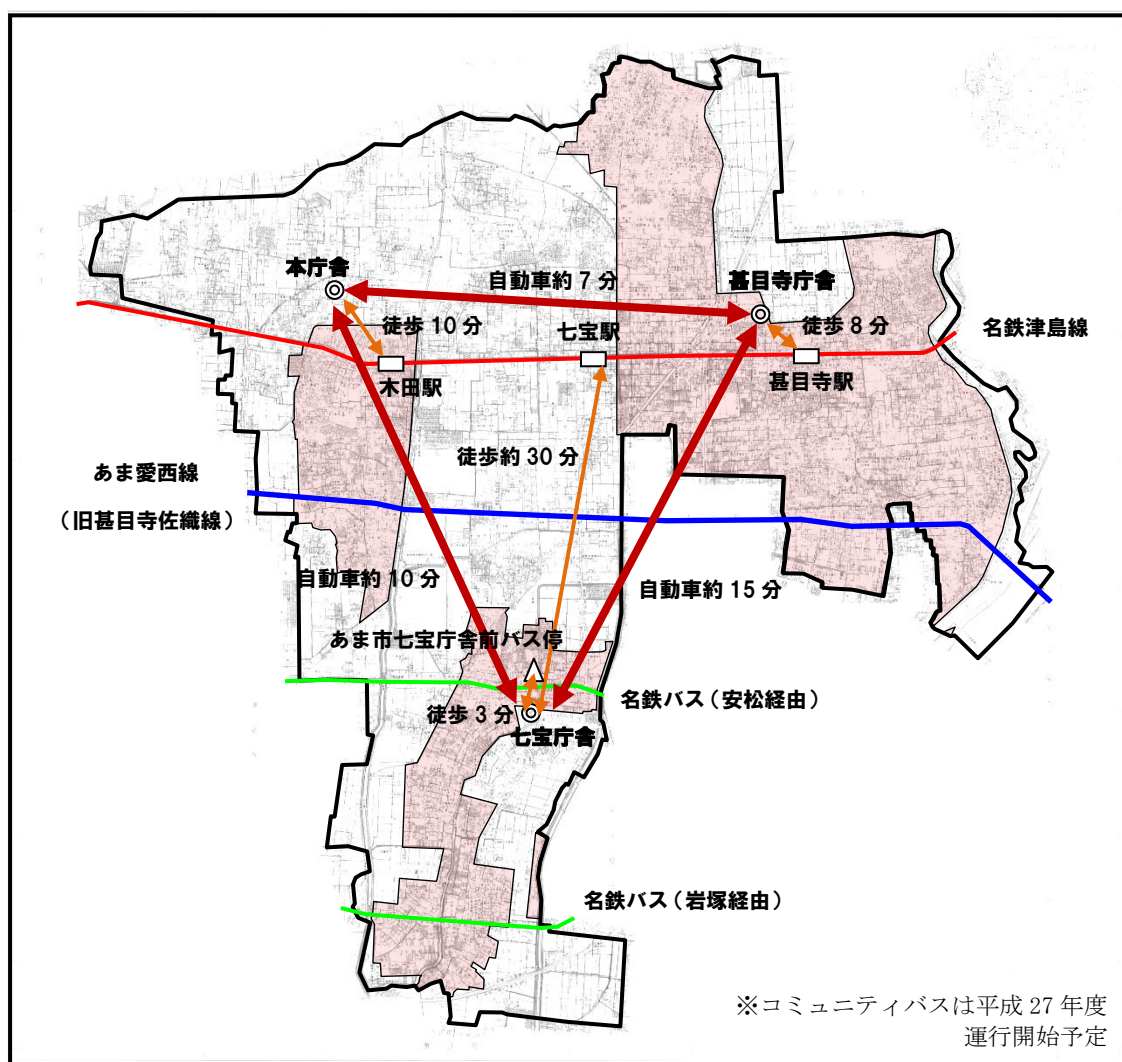 本庁舎
自動車約 7 分
甚目寺庁舎
徒歩 10 分
七宝駅
徒歩 8 分
名鉄津島線
木田駅
甚目寺駅
徒歩約 30 分
あま愛西線
（旧甚目寺佐織線）
自動車約 10 分
自動車約 15 分
あま市七宝庁舎前バス停
名鉄バス（安松経由）
徒歩 3 分
七宝庁舎
名鉄バス（岩塚経由）
※コミュニティバスは平成 27 年度
運行開始予定